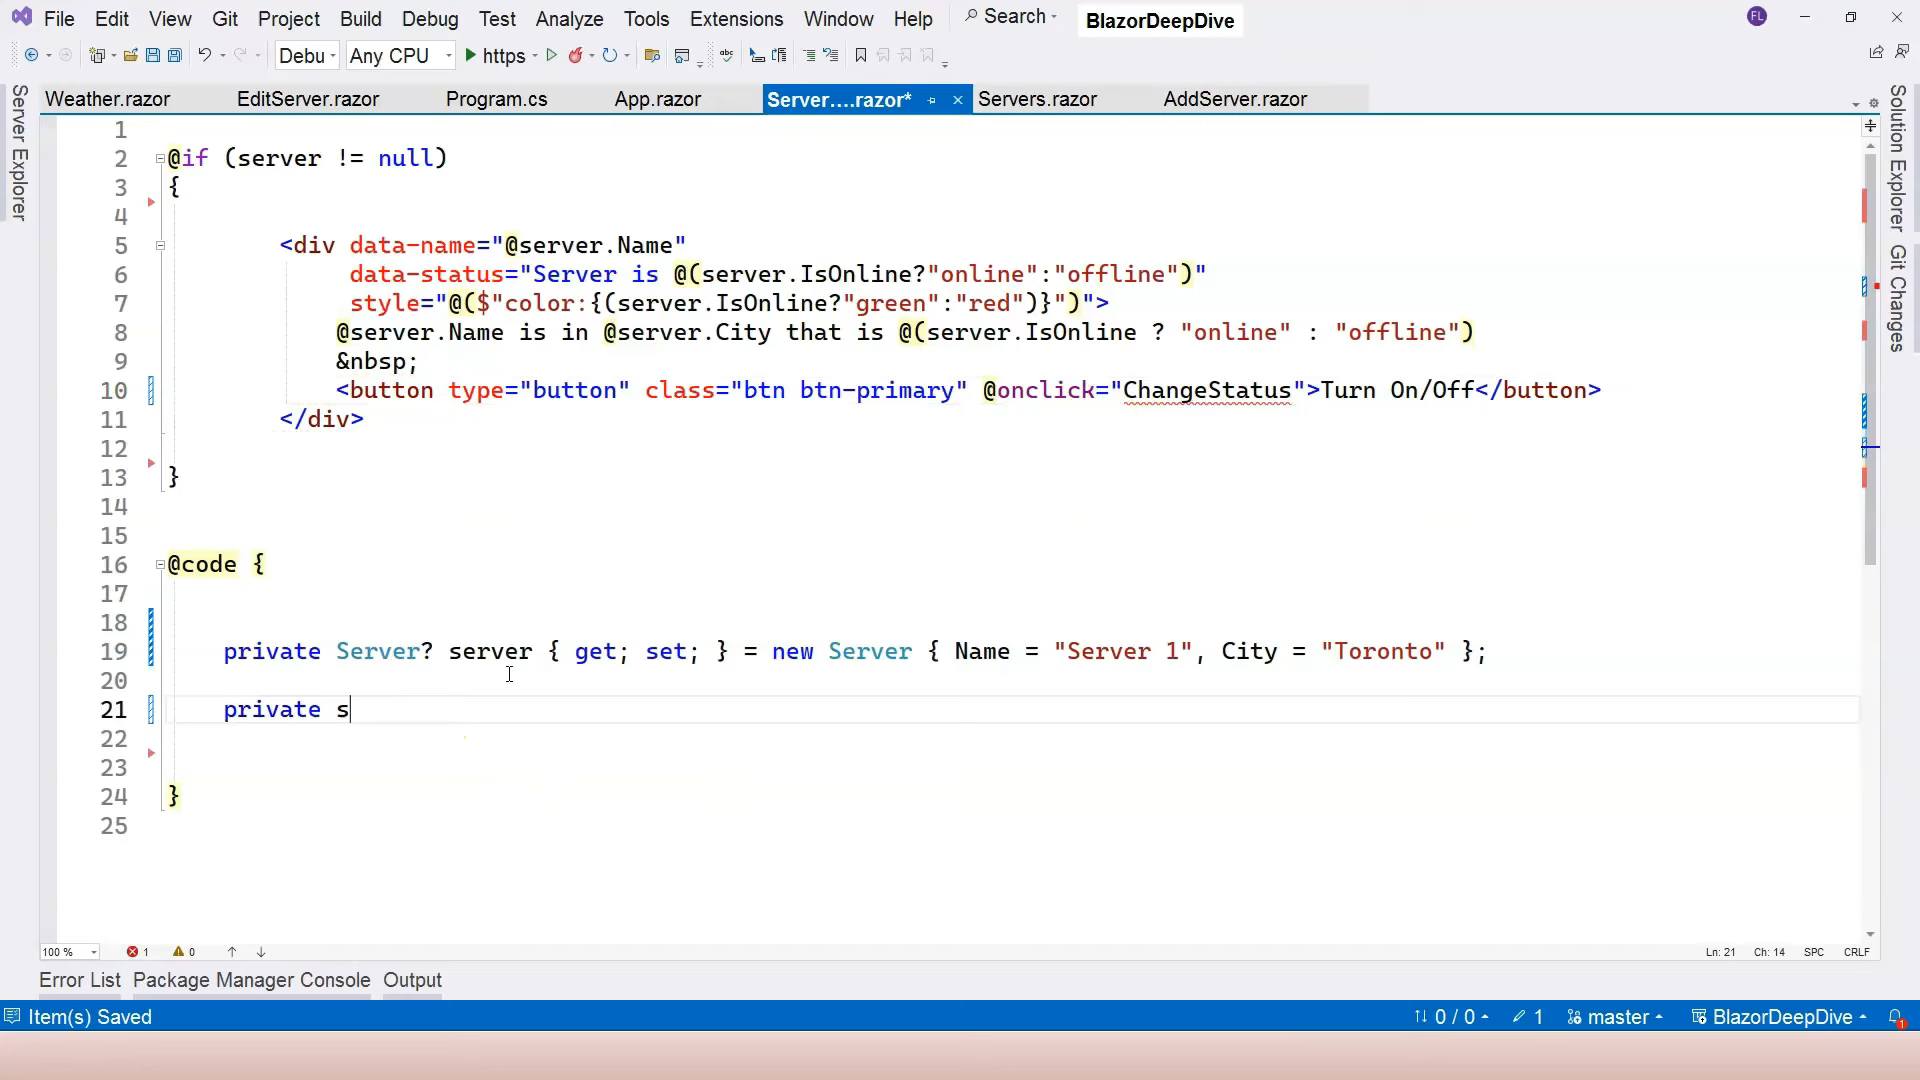 File Edit View Git Project Build Debug Test Analyze Tools Extensions Window Help Search BlazorDeepDive FL
Debu Any CPU https abc
Weather.razor EditServer.razor Program.cs App.razor Server....razor* Servers.razor AddServer.razor
Server Explorer
Solution Explorer
Git Changes
1
2 @if (server != null)
3 {
4
5 <div data-name="@server.Name"
6 data-status="Server is @(server.IsOnline?"online":"offline")"
7 style="@($"color:{(server.IsOnline?"green":"red")}")">
8 @server.Name is in @server.City that is @(server.IsOnline ? "online" : "offline")
9 &nbsp;
10 <button type="button" class="btn btn-primary" @onclick="ChangeStatus">Turn On/Off</button>
11 </div>
12
13 }
14
15
16 @code {
17
18
19 private Server? server { get; set; } = new Server { Name = "Server 1", City = "Toronto" };
20
21 private s
22
23
24 }
25
100 % 1 0 Ln: 21 Ch: 14 SPC CRLF
Error List Package Manager Console Output
Item(s) Saved 0 / 0 1 master BlazorDeepDive 1